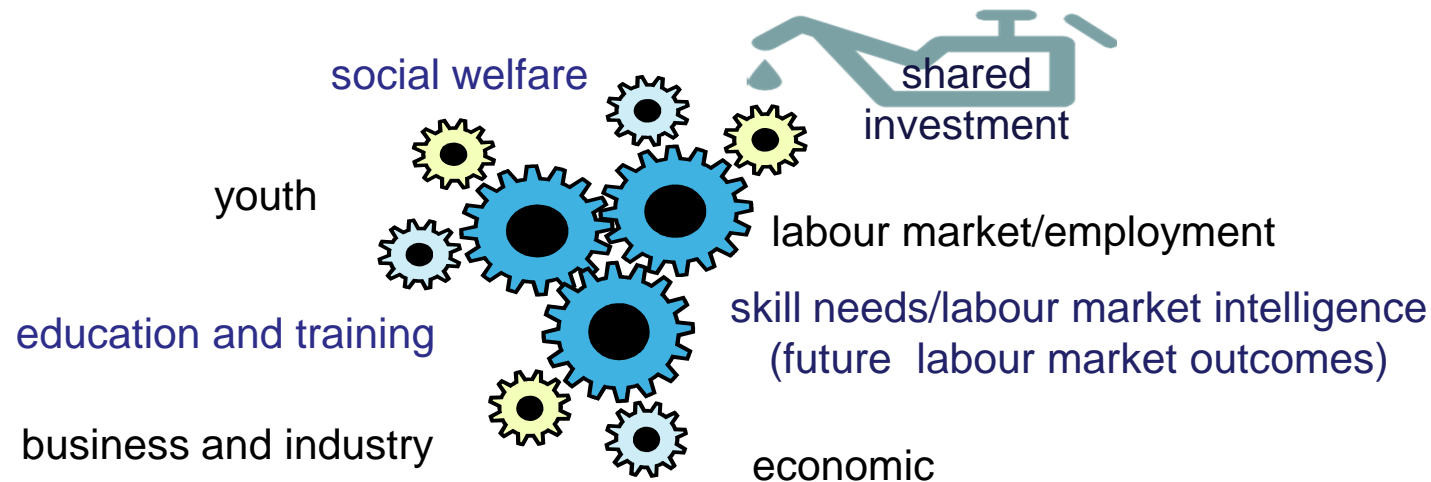 social welfare
shared
investment
youth
labour market/employment
skill needs/labour market intelligence
(future labour market outcomes)
education and training
business and industry
economic